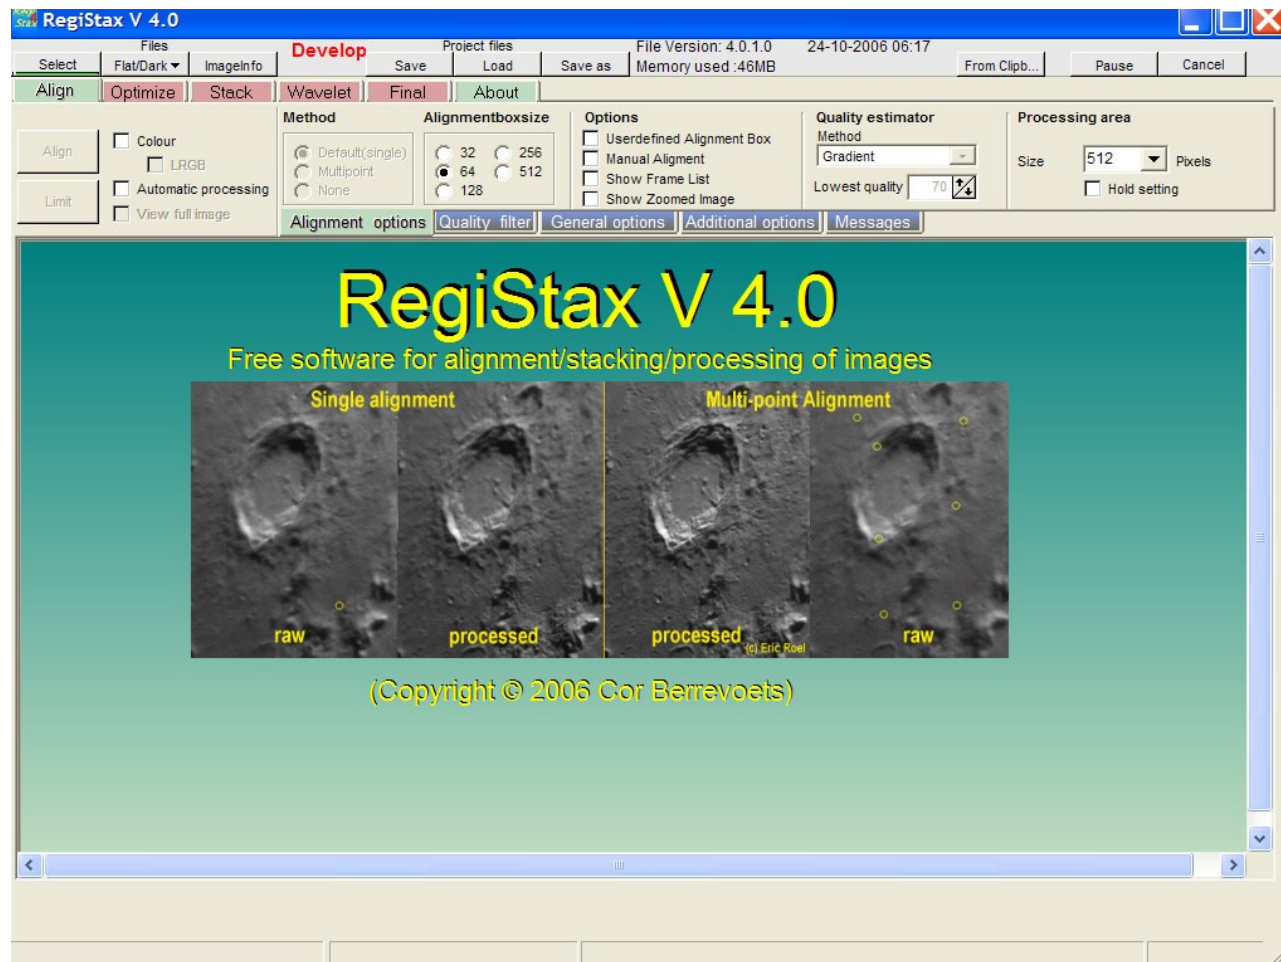 RegiStax V 4.0
Files Develop Project files File Version: 4.0.1.0 24-10-2006 06:17
Select Flat/Dark ImageInfo Save Load Save as Memory used :46MB From Clipb... Pause Cancel
Align Optimize Stack Wavelet Final About
Method Alignmentboxsize Options Quality estimator Processing area
Align Colour Default(single) 32 256 Userdefined Alignment Box Method
LRGB Multipoint 64 512 Manual Aligment Gradient Size 512 Pixels
Limit Automatic processing None 128 Show Frame List Lowest quality 70 Hold setting
View full image Show Zoomed Image
Alignment options Quality filter General options Additional options Messages
RegiStax V 4.0
Free software for alignment/stacking/processing of images
Single alignment Multi-point Alignment
raw processed processed raw
(c) Eric Roel
(Copyright © 2006 Cor Berrevoets)